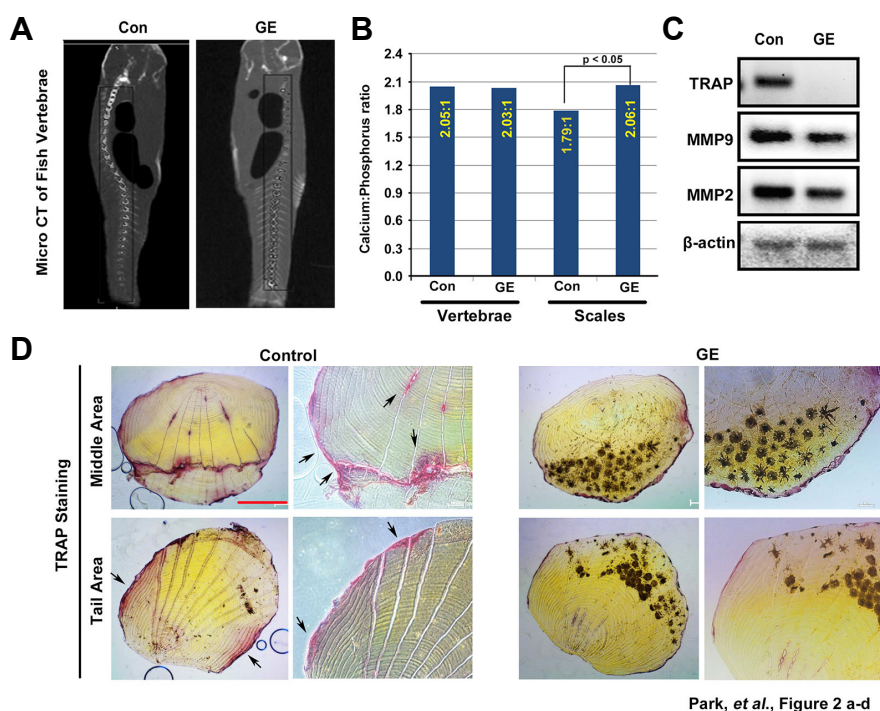 A
Con
GE
Micro CT of Fish Vertebrae
B
Calcium:Phosphorus ratio
2.4
2.1
1.8
1.5
1.2
0.9
0.6
0.3
0.0
2.05:1
2.03:1
1.79:1
2.06:1
p < 0.05
Con
GE
Con
GE
Vertebrae
Scales
C
Con
GE
TRAP
MMP9
MMP2
β-actin
D
Control
GE
TRAP Staining
Middle Area
Tail Area
Park, et al., Figure 2 a-d